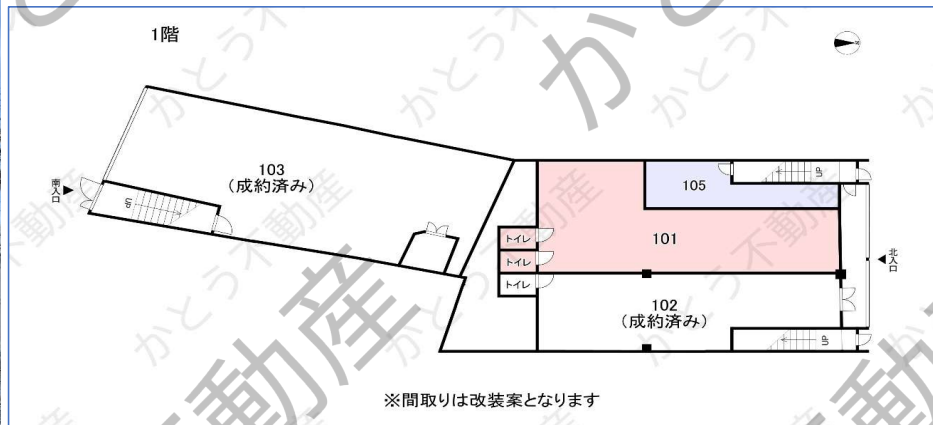 1階
103
(成約済み)
南入口
UP
105
UP
トイレ
トイレ
トイレ
101
北入口
102
(成約済み)
UP
※間取りは改装案となります
かとう不動産